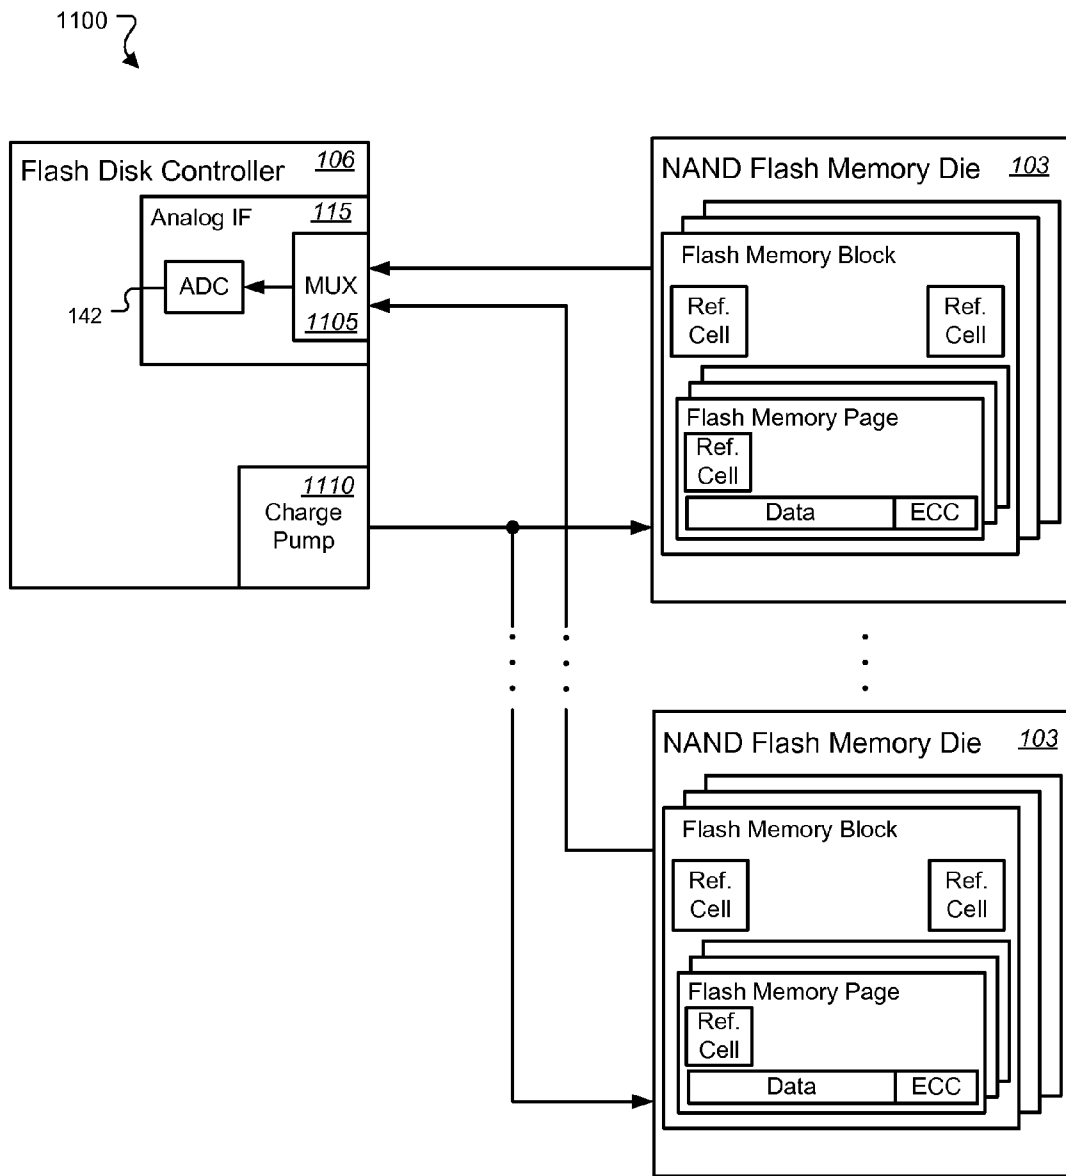 1100
Flash Disk Controller 106
Analog IF 115
ADC
MUX
1105
142
1110
Charge
Pump
NAND Flash Memory Die 103
Flash Memory Block
Ref.
Cell
Ref.
Cell
Flash Memory Page
Ref.
Cell
Data ECC
NAND Flash Memory Die 103
Flash Memory Block
Ref.
Cell
Ref.
Cell
Flash Memory Page
Ref.
Cell
Data ECC